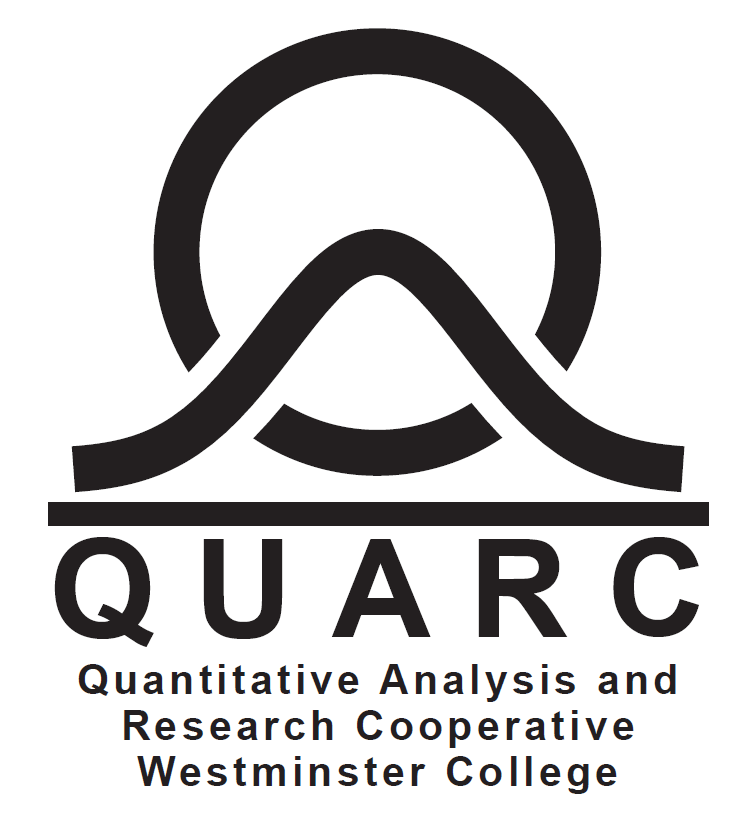 QUARC
Quantitative Analysis and
Research Cooperative
Westminster College